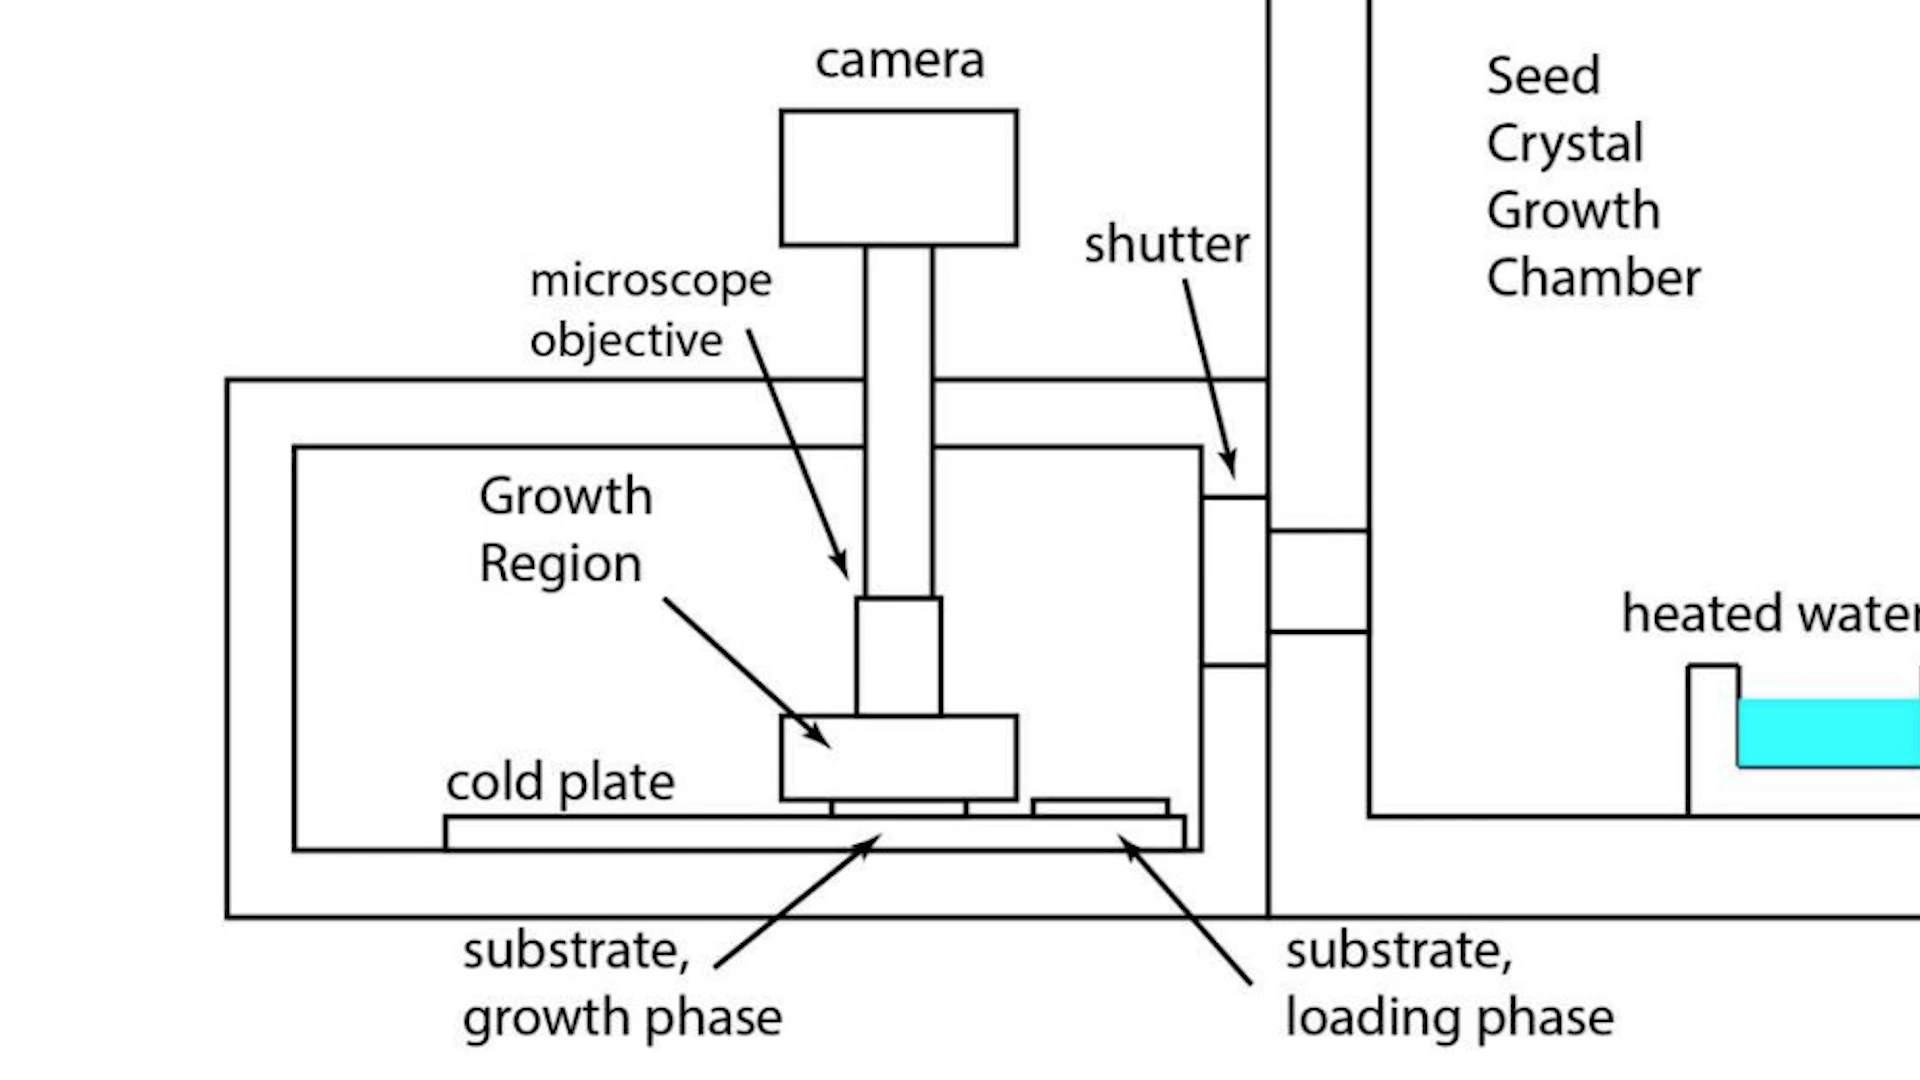 camera
Seed
Crystal
Growth
Chamber
shutter
microscope
objective
Growth
Region
heated water
cold plate
substrate,
growth phase
substrate,
loading phase